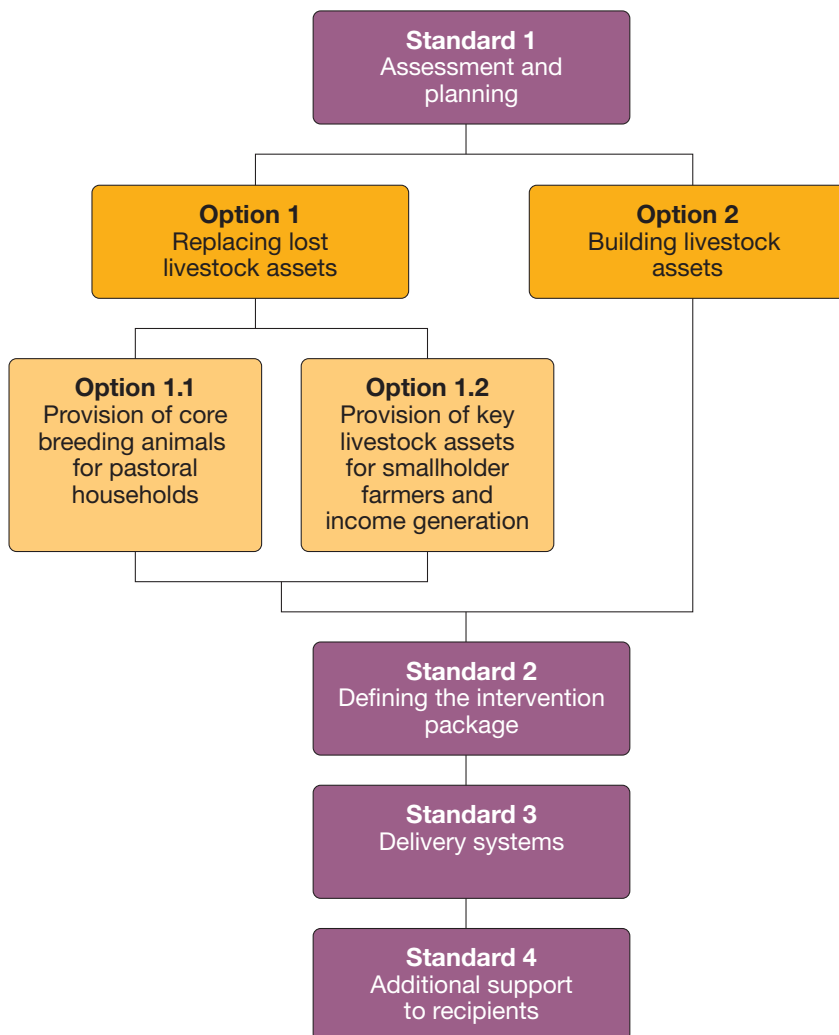 Standard 1
Assessment and
planning
Option 1
Replacing lost
livestock assets
Option 2
Building livestock
assets
Option 1.1
Provision of core
breeding animals
for pastoral
households
Option 1.2
Provision of key
livestock assets
for smallholder
farmers and
income generation
Standard 2
Defining the intervention
package
Standard 3
Delivery systems
Standard 4
Additional support
to recipients